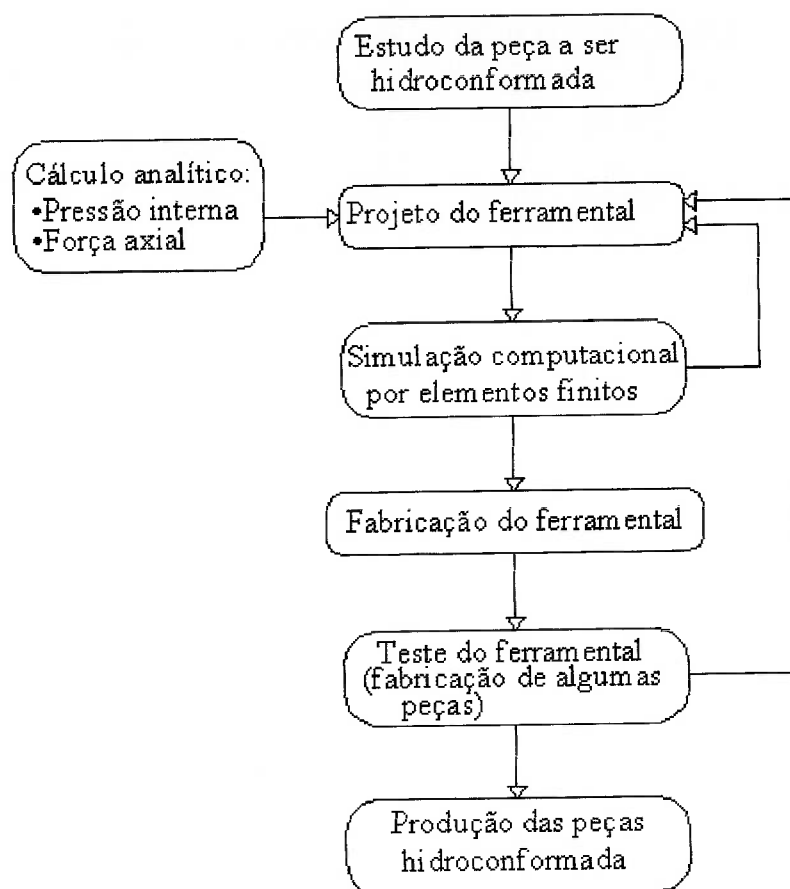 Estudo da peça a ser
hidroconformada
Cálculo analítico:
•Pressão interna
•Força axial
Projeto do ferramental
Simulação computacional
por elementos finitos
Fabricação do ferramental
Teste do ferramental
(fabricação de algumas
peças)
Produção das peças
hidroconformada